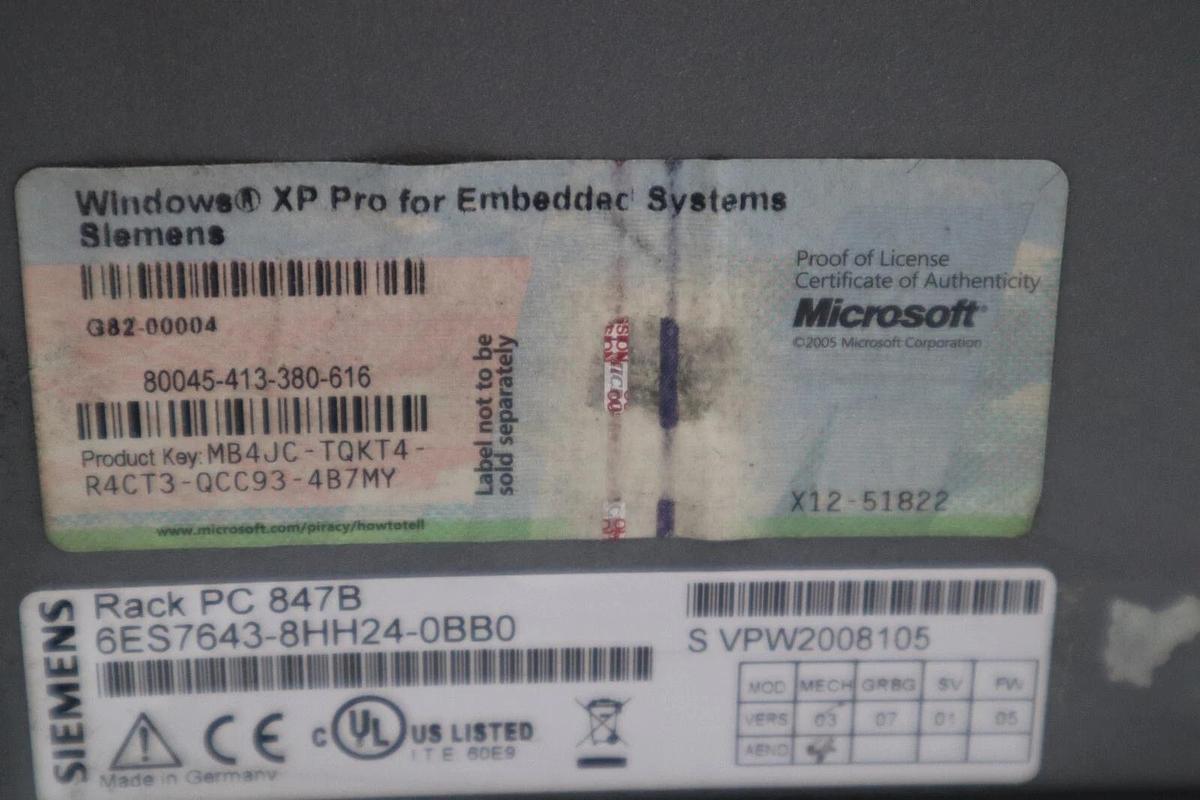 Windows® XP Pro for Embedded Systems
Siemens
G82-00004
80045-413-380-616
Product Key: MB4JC-TQKT4-
R4CT3-QCC93-4B7MY
www.microsoft.com/piracy/howtotell
Label not to be
sold separately
Proof of License
Certificate of Authenticity
Microsoft®
©2005 Microsoft Corporation
X12-51822
SIEMENS
Rack PC 847B
6ES7643-8HH24-0BB0
S VPW2008105
MOD MECH GRBG SV FW
VERS 03 07 01 05
AEND
CE
C UL US LISTED
I T E 60E9
Made in Germany